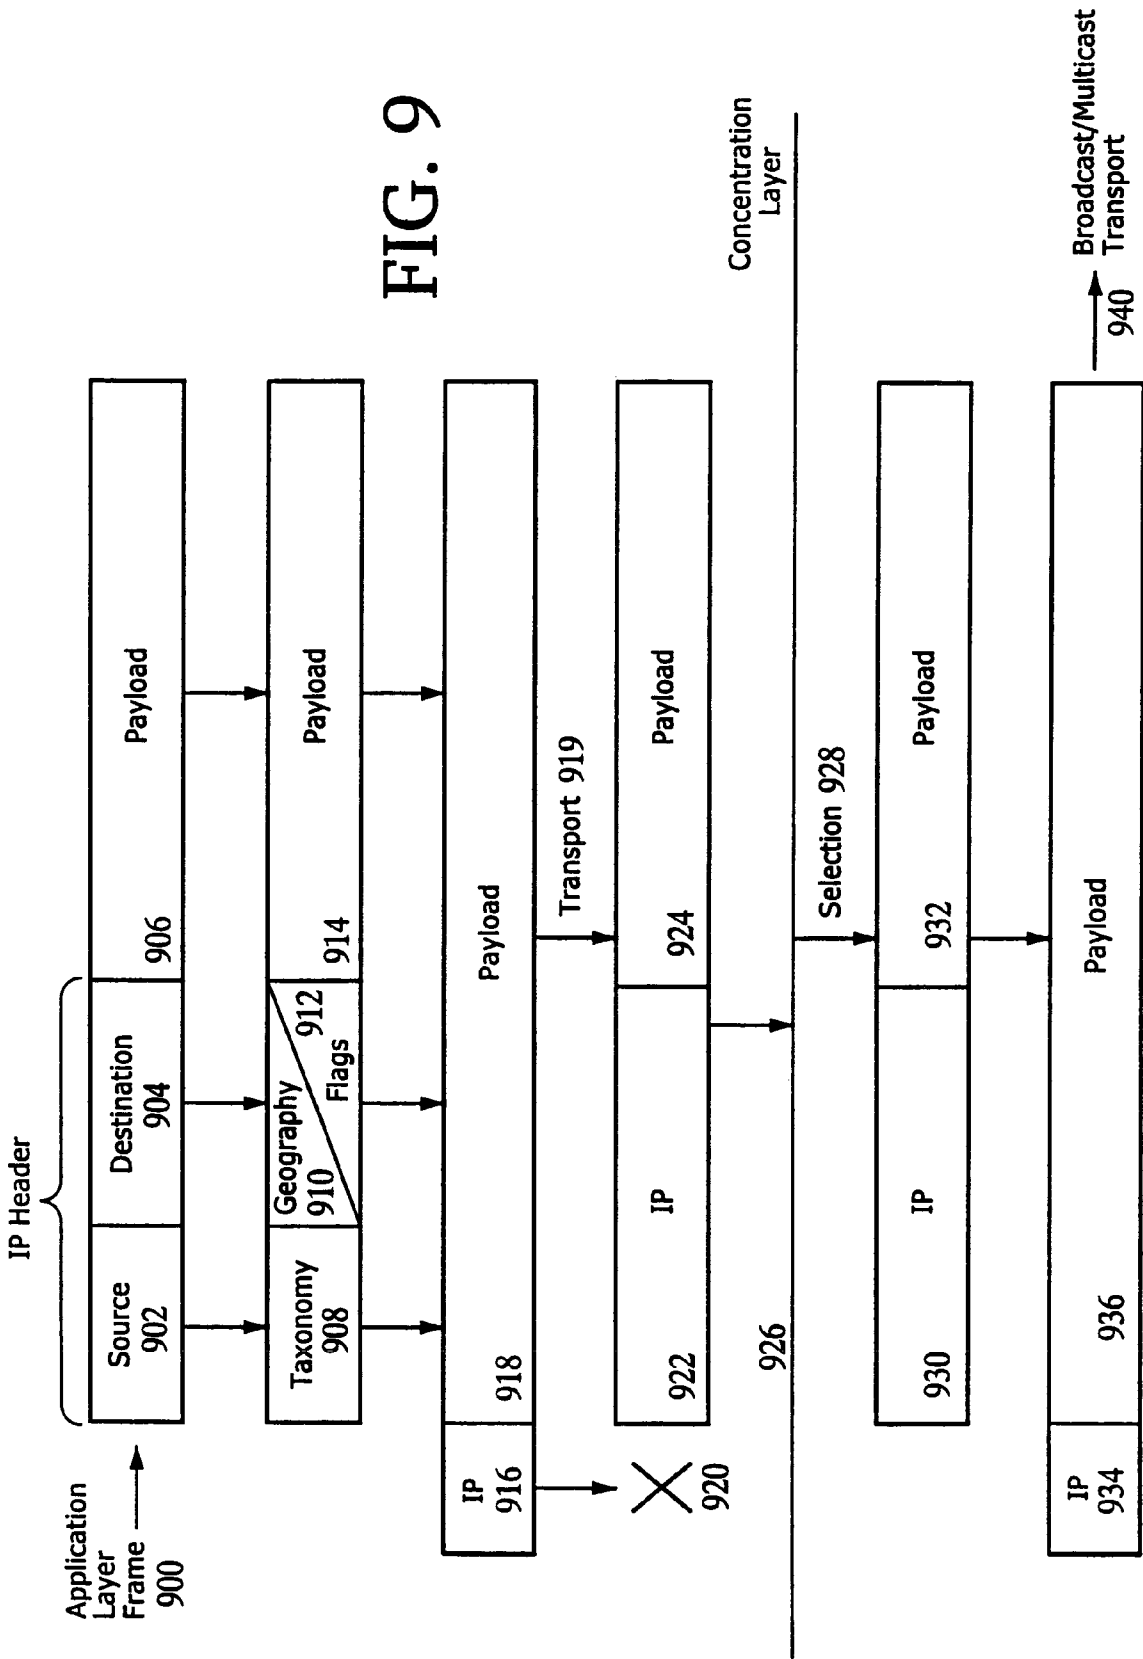 IP Header
Application
Layer
Frame
900
Source
902
Destination
904
906
Payload
Taxonomy
908
Geography
910
912
Flags
914
Payload
FIG. 9
IP
916
918
Payload
920
Transport 919
922
IP
924
Payload
Concentration
Layer
926
Selection 928
930
IP
932
Payload
IP
934
936
Payload
940
Broadcast/Multicast
Transport